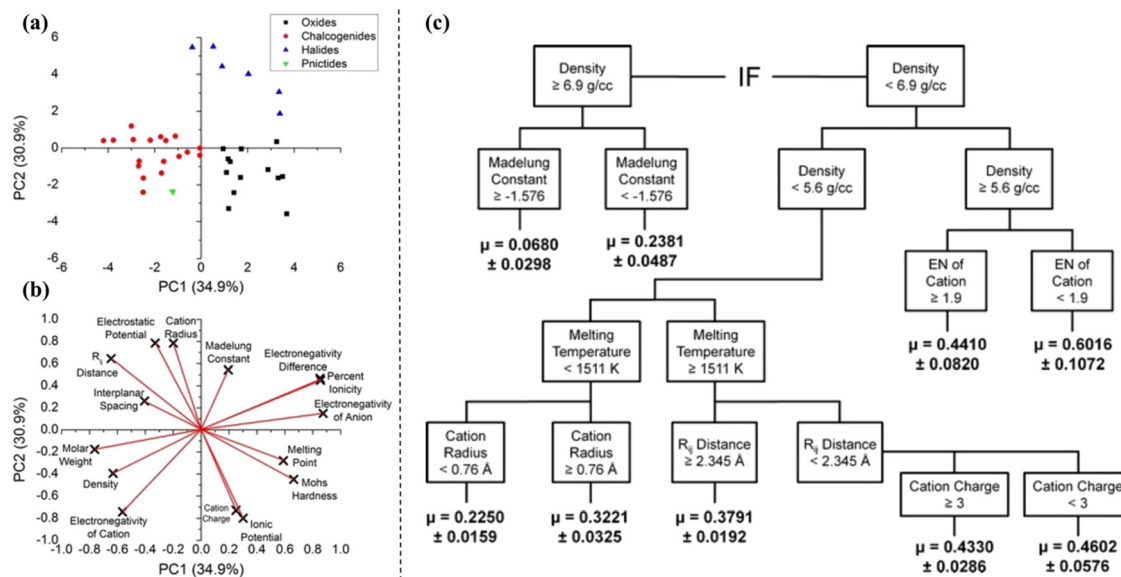 (a)
Oxides
Chalcogenides
Halides
Pnictides
6
4
2
0
-2
-4
-6
PC2 (30.9%)
-6 -4 -2 0 2 4 6
PC1 (34.9%)
(b)
1.0
0.8
0.6
0.4
0.2
0.0
-0.2
-0.4
-0.6
-0.8
-1.0
PC2 (30.9%)
Electrostatic
Potential
Cation
Radius
Madelung
Constant
Electronegativity
Difference
Percent
Ionicity
Electronegativity
of Anion
Rij
Distance
Interplanar
Spacing
Molar
Weight
Density
Electronegativity
of Cation
Cation
Charge
Ionic
Potential
Melting
Point
Mohs
Hardness
-1.0 -0.8 -0.6 -0.4 -0.2 0.0 0.2 0.4 0.6 0.8 1.0
PC1 (34.9%)
(c)
Density
≥ 6.9 g/cc
IF
Density
< 6.9 g/cc
Madelung
Constant
≥ -1.576
Madelung
Constant
< -1.576
Density
< 5.6 g/cc
Density
≥ 5.6 g/cc
μ = 0.0680
± 0.0298
μ = 0.2381
± 0.0487
EN of
Cation
≥ 1.9
EN of
Cation
< 1.9
μ = 0.4410
± 0.0820
μ = 0.6016
± 0.1072
Melting
Temperature
< 1511 K
Melting
Temperature
≥ 1511 K
Cation
Radius
< 0.76 Å
Cation
Radius
≥ 0.76 Å
Rij Distance
≥ 2.345 Å
Rij Distance
< 2.345 Å
μ = 0.2250
± 0.0159
μ = 0.3221
± 0.0325
μ = 0.3791
± 0.0192
Cation Charge
≥ 3
Cation Charge
< 3
μ = 0.4330
± 0.0286
μ = 0.4602
± 0.0576